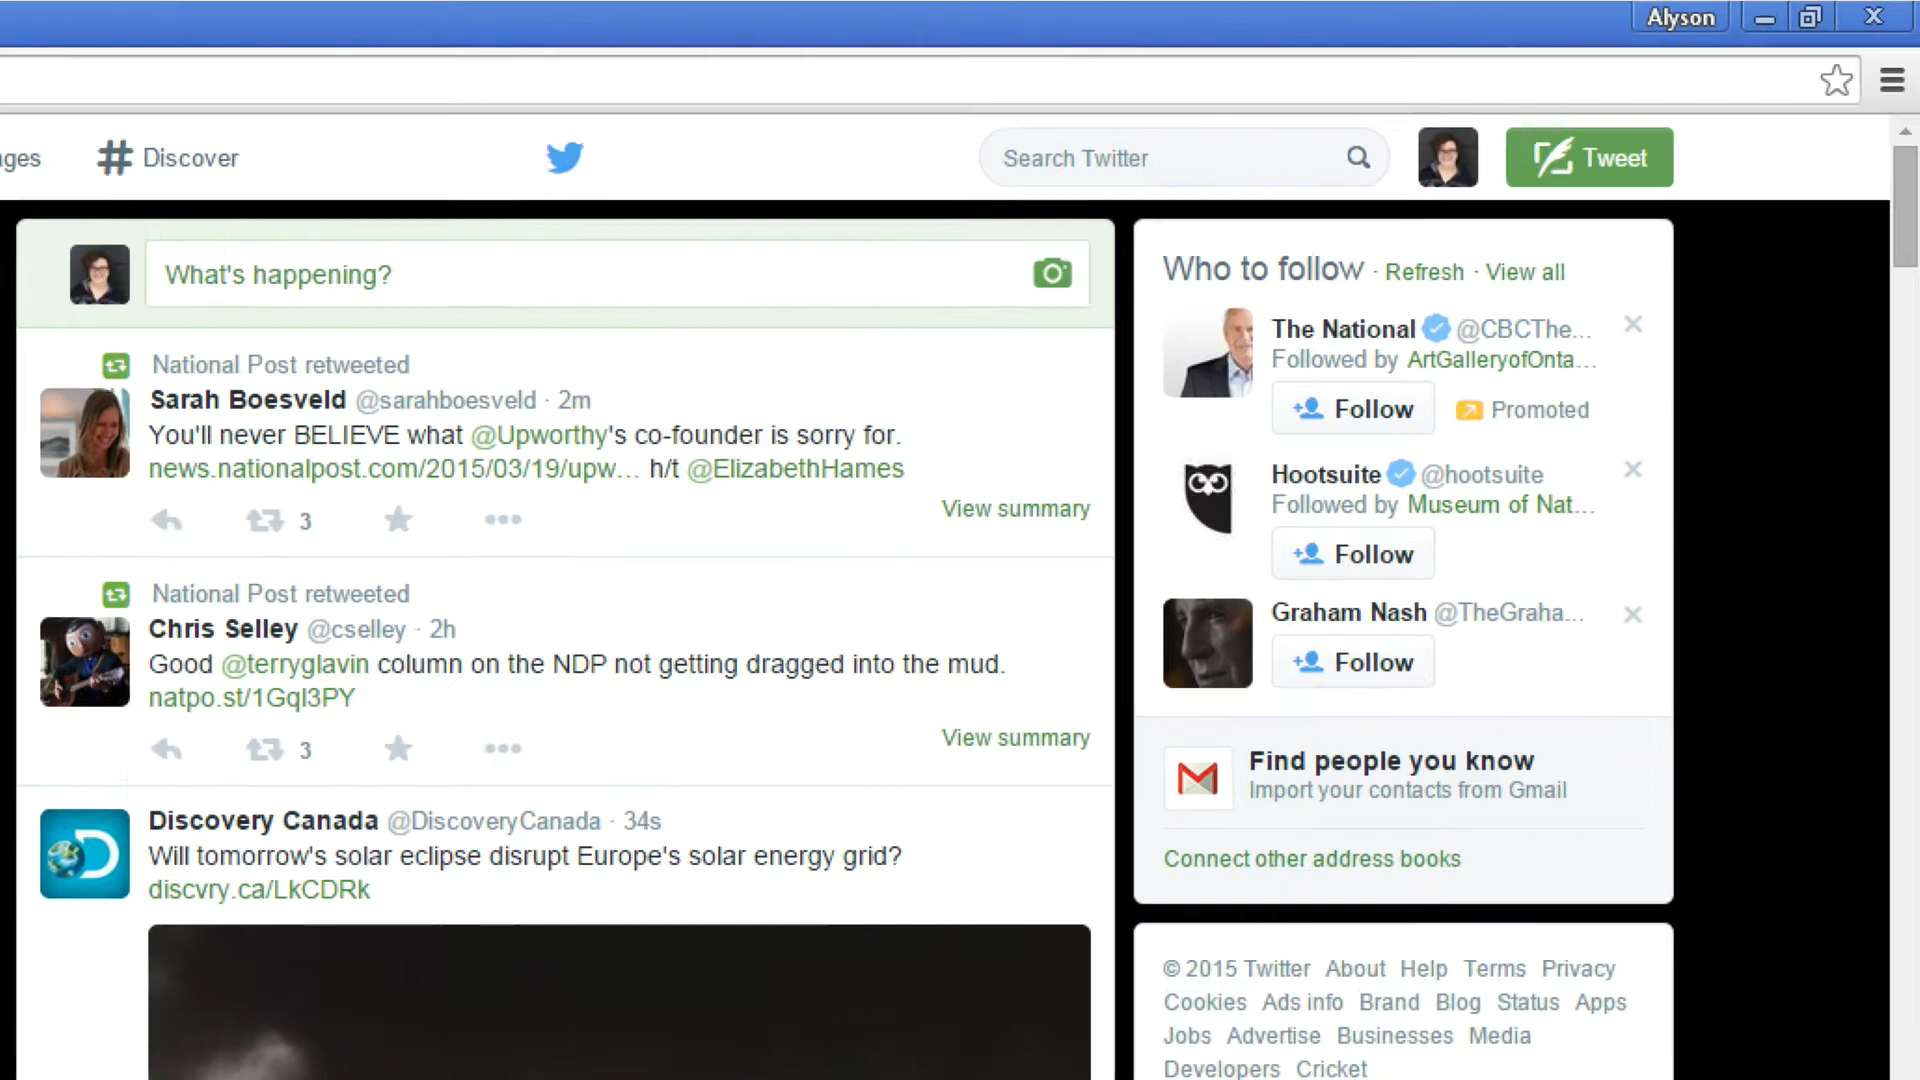 Alyson
ages
Discover
Search Twitter
Tweet
What's happening?
National Post retweeted
Sarah Boesveld @sarahboesveld · 2m
You'll never BELIEVE what @Upworthy's co-founder is sorry for.
news.nationalpost.com/2015/03/19/upw… h/t @ElizabethHames
3
View summary
National Post retweeted
Chris Selley @cselley · 2h
Good @terryglavin column on the NDP not getting dragged into the mud.
natpo.st/1Gql3PY
3
View summary
Discovery Canada @DiscoveryCanada · 34s
Will tomorrow's solar eclipse disrupt Europe's solar energy grid?
discvry.ca/LkCDRk
Who to follow · Refresh · View all
The National @CBCThe...
Followed by ArtGalleryofOnta...
Follow
Promoted
Hootsuite @hootsuite
Followed by Museum of Nat...
Follow
Graham Nash @TheGraha...
Follow
Find people you know
Import your contacts from Gmail
Connect other address books
© 2015 Twitter About Help Terms Privacy
Cookies Ads info Brand Blog Status Apps
Jobs Advertise Businesses Media
Developers Cricket